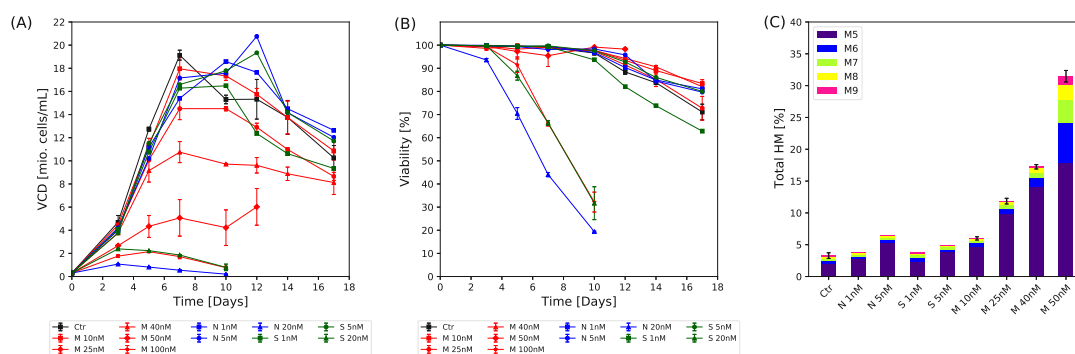 (A)
VCD [mio. cells/mL]
22
20
18
16
14
12
10
8
6
4
2
0
0 2 4 6 8 10 12 14 16 18
Time [Days]
Ctr M 40nM N 1nM N 20nM S 5nM
M 10nM M 50nM N 5nM S 1nM S 20nM
M 25nM M 100nM
(B)
Viability [%]
100
90
80
70
60
50
40
30
20
10
0
0 2 4 6 8 10 12 14 16 18
Time [Days]
Ctr M 40nM N 1nM N 20nM S 5nM
M 10nM M 50nM N 5nM S 1nM S 20nM
M 25nM M 100nM
(C)
Total HM [%]
40
35
30
25
20
15
10
5
0
M5
M6
M7
M8
M9
Ctr N 1nM N 5nM S 1nM S 5nM M 10nM M 25nM M 40nM M 50nM